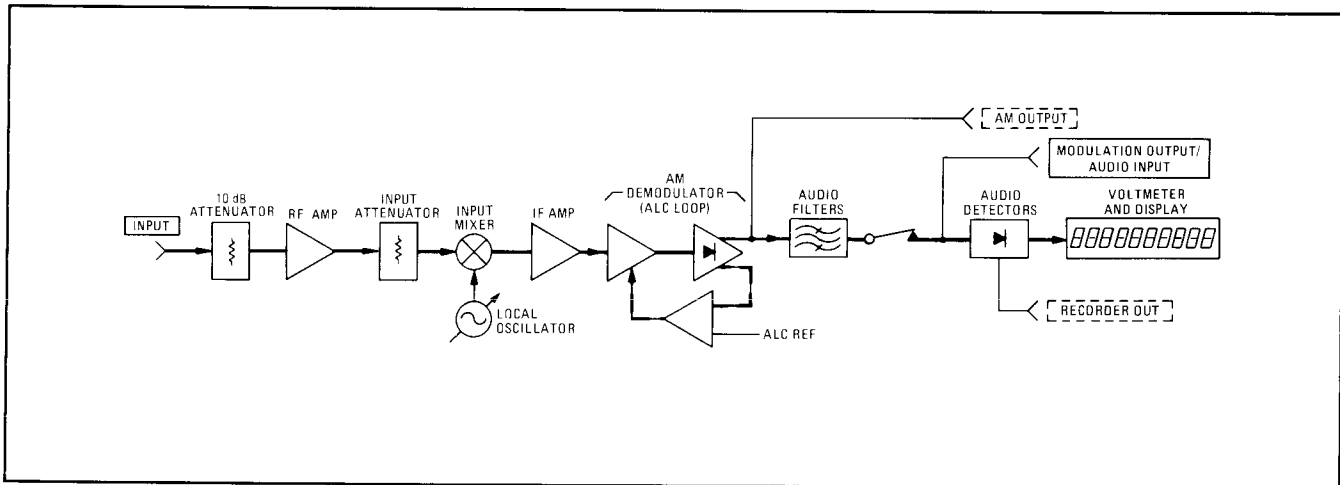 INPUT
10 dB
ATTENUATOR
RF AMP
INPUT
ATTENUATOR
INPUT
MIXER
LOCAL
OSCILLATOR
IF AMP
AM
DEMODULATOR
(ALC LOOP)
ALC REF
AM OUTPUT
AUDIO
FILTERS
MODULATION OUTPUT/
AUDIO INPUT
AUDIO
DETECTORS
VOLTMETER
AND DISPLAY
0000000000
RECORDER OUT